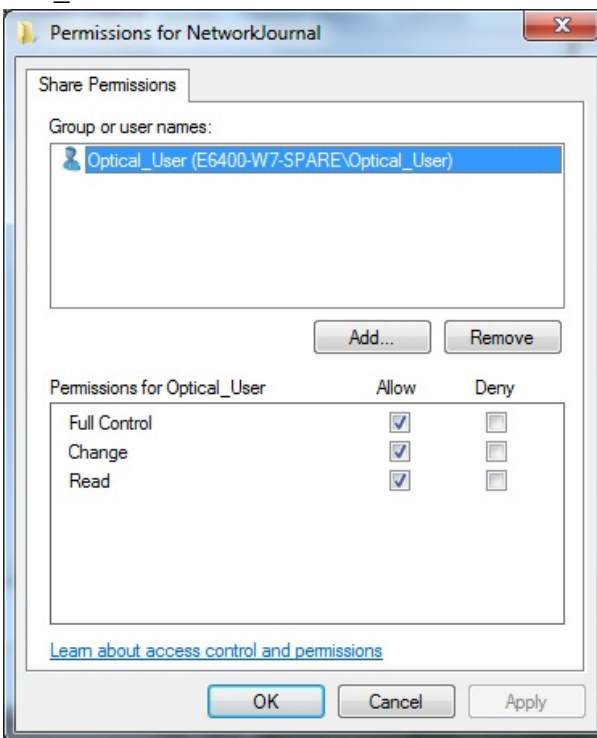 Permissions for NetworkJournal
Share Permissions
Group or user names:
Optical_User (E6400-W7-SPARE\Optical_User)
Add... Remove
Permissions for Optical_User Allow Deny
Full Control
Change
Read
Learn about access control and permissions
OK Cancel Apply